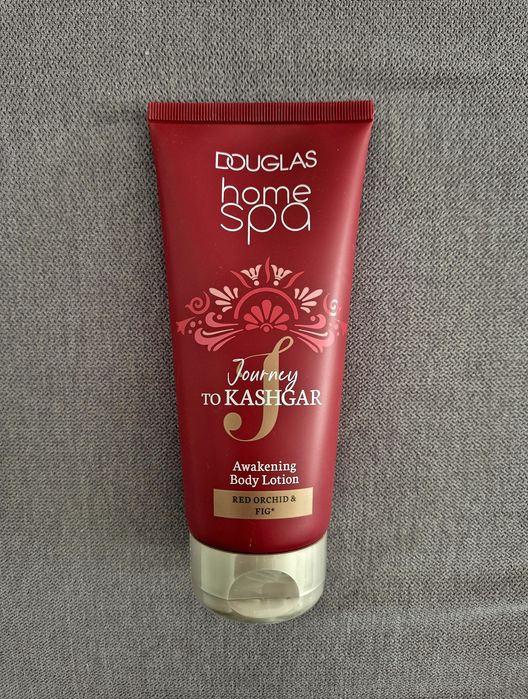 DOUGLAS
home
spa
J
Journey
TO KASHGAR
Awakening
Body Lotion
RED ORCHID &
FIG*